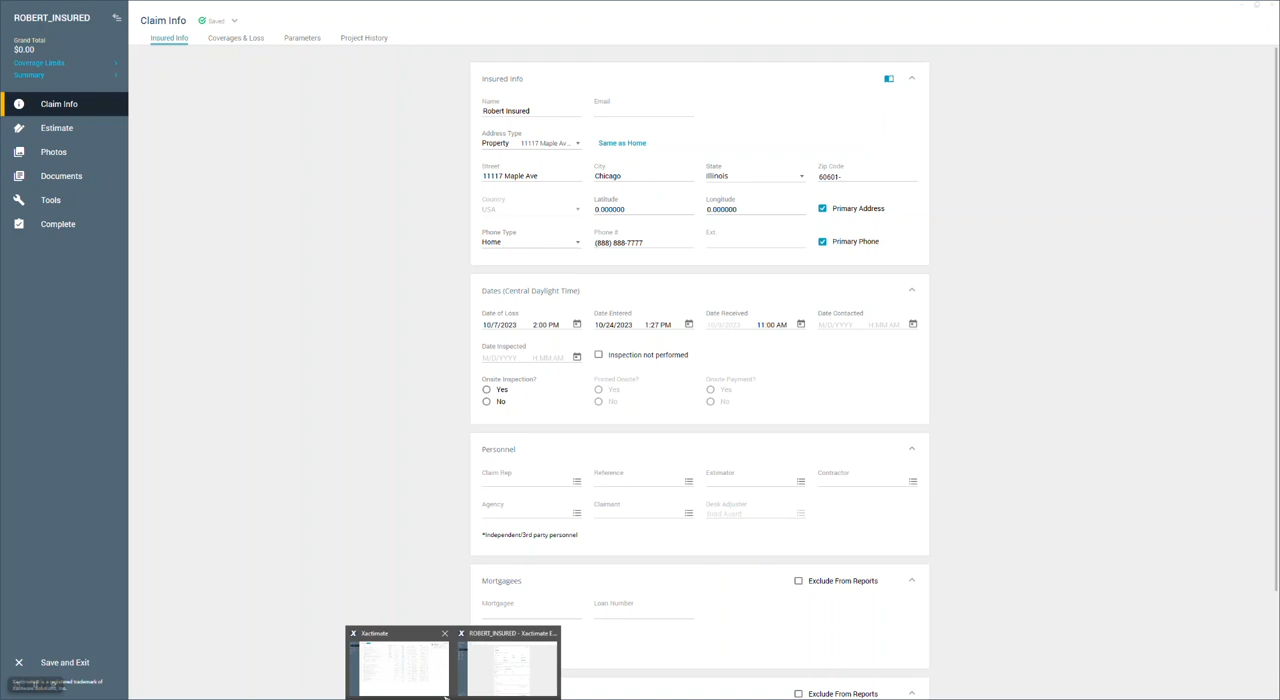 ROBERT_INSURED
Grand Total
$0.00
Coverage Limits
Summary
Claim Info
Estimate
Photos
Documents
Tools
Complete
Save and Exit
Claim Info
Saved
Insured Info
Coverages & Loss
Parameters
Project History
Insured Info
Name
Email
Robert Insured
Address Type
Property 11117 Maple Av...
Same as Home
Street
City
State
Zip Code
11117 Maple Ave
Chicago
Illinois
60601-
Country
Latitude
Longitude
USA
0.000000
0.000000
Primary Address
Phone Type
Phone #
Ext.
Home
(888) 888-7777
Primary Phone
Dates (Central Daylight Time)
Date of Loss
Date Entered
Date Received
Date Contacted
10/7/2023 2:00 PM
10/24/2023 1:27 PM
10/9/2023 11:00 AM
M/D/YYYY H:MM AM
Date Inspected
M/D/YYYY H:MM AM
Inspection not performed
Onsite Inspection?
Printed Onsite?
Onsite Payment?
Yes
Yes
Yes
No
No
No
Personnel
Claim Rep
Reference
Estimator
Contractor
Agency
Claimant
Desk Adjuster
*Independent/3rd party personnel
Mortgagees
Exclude From Reports
Mortgagee
Loan Number
Xactimate
ROBERT_INSURED - Xactimate E...
Exclude From Reports